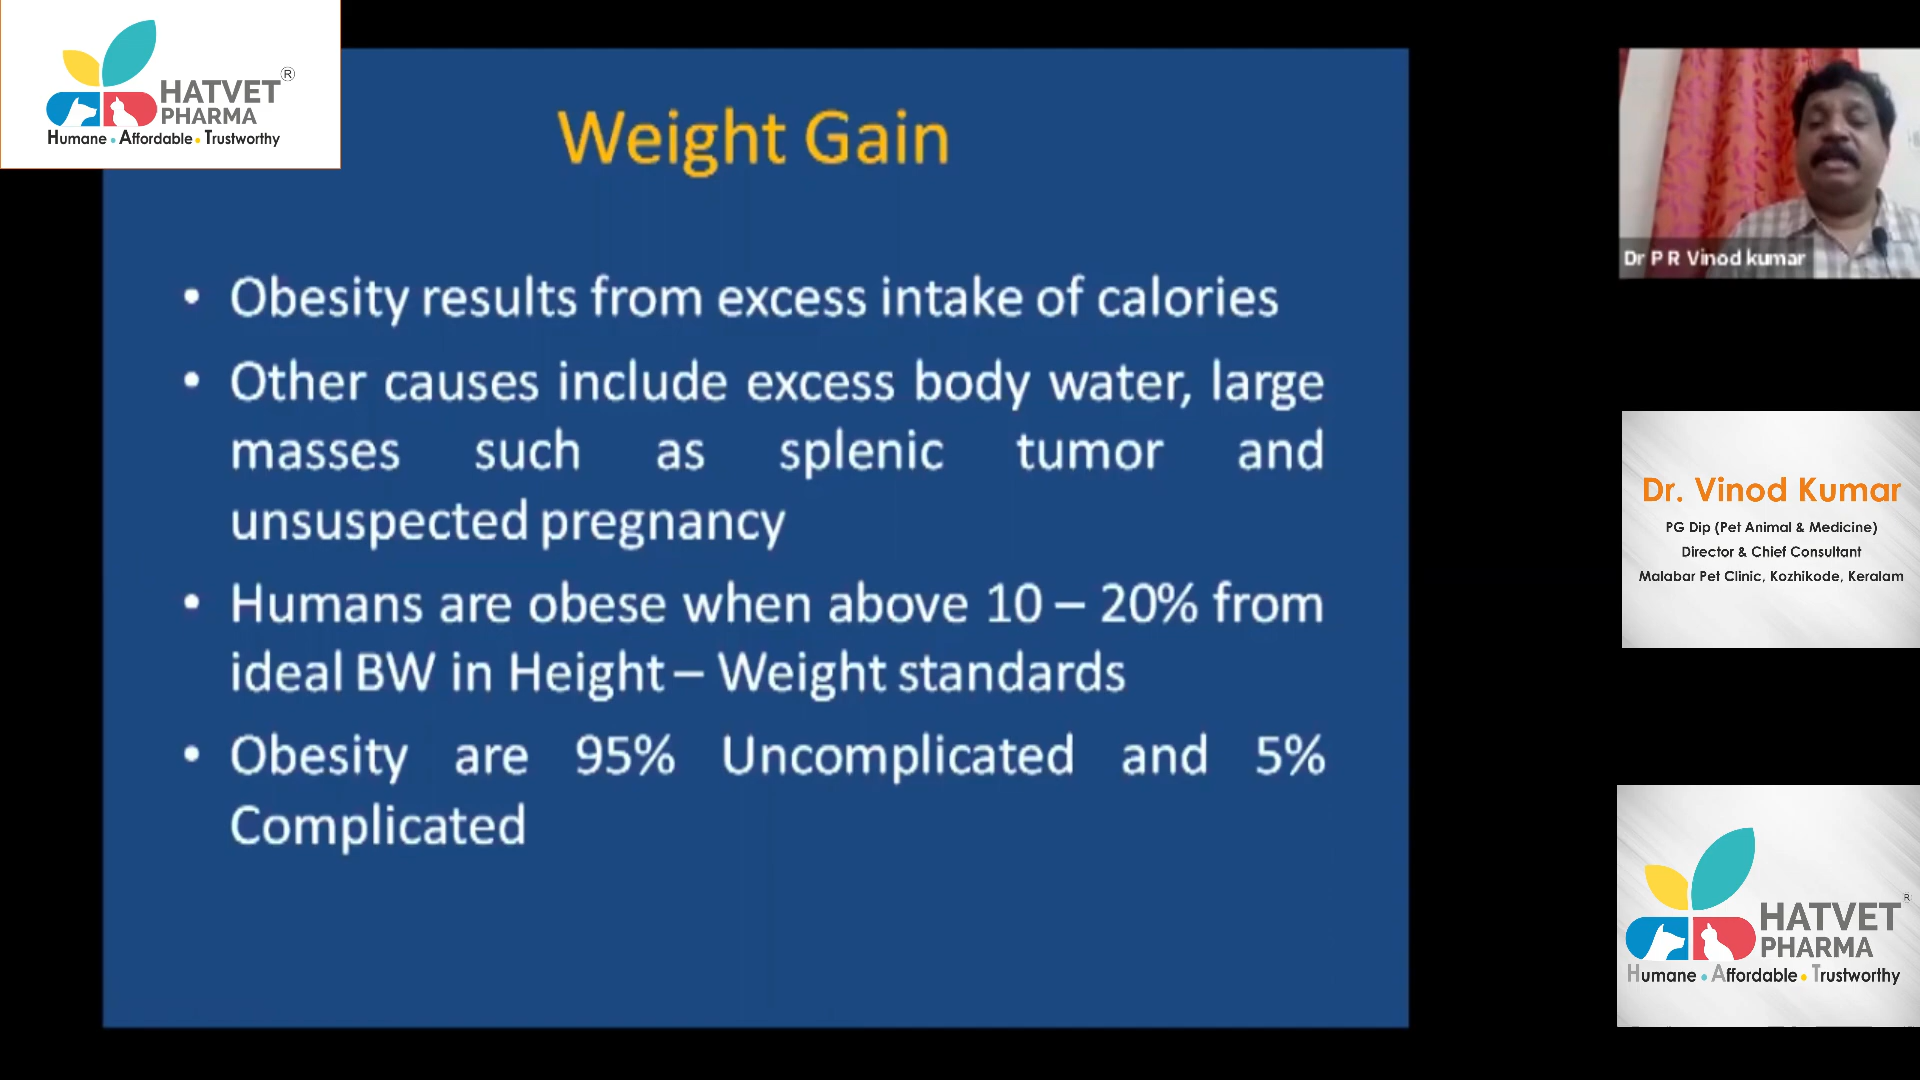 HATVET®
PHARMA
Humane • Affordable • Trustworthy
Weight Gain
• Obesity results from excess intake of calories
• Other causes include excess body water, large
masses such as splenic tumor and
unsuspected pregnancy
• Humans are obese when above 10 – 20% from
ideal BW in Height – Weight standards
• Obesity are 95% Uncomplicated and 5%
Complicated
Dr P R Vinod kumar
Dr. Vinod Kumar
PG Dip (Pet Animal & Medicine)
Director & Chief Consultant
Malabar Pet Clinic, Kozhikode, Keralam
HATVET®
PHARMA
Humane • Affordable • Trustworthy